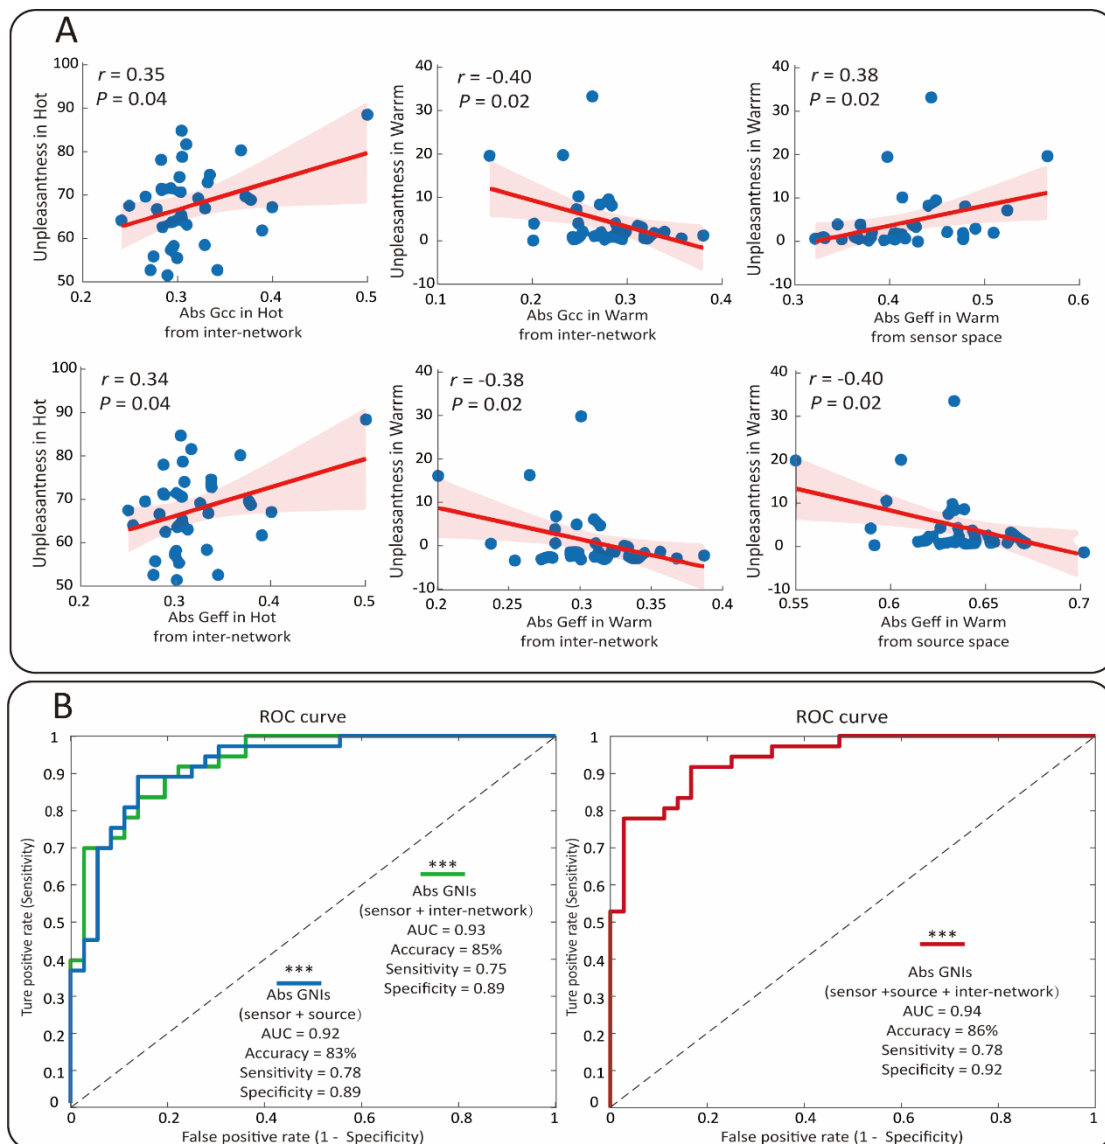 A
r = 0.35
P = 0.04
Unpleasantness in Hot
100
90
80
70
60
50
0.2
0.3
0.4
0.5
Abs Gcc in Hot
from inter-network
r = -0.40
P = 0.02
Unpleasantness in Warrm
40
30
20
10
0
-10
0.1
0.2
0.3
0.4
Abs Gcc in Warm
from inter-network
r = 0.38
P = 0.02
Unpleasantness in Warrm
40
30
20
10
0
-10
0.3
0.4
0.5
0.6
Abs Geff in Warm
from sensor space
r = 0.34
P = 0.04
Unpleasantness in Hot
100
90
80
70
60
50
0.2
0.3
0.4
0.5
Abs Geff in Hot
from inter-network
r = -0.38
P = 0.02
Unpleasantness in Warrm
40
30
20
10
0
-10
0.2
0.25
0.3
0.35
0.4
Abs Geff in Warm
from inter-network
r = -0.40
P = 0.02
Unpleasantness in Warrm
40
30
20
10
0
-10
0.55
0.6
0.65
0.7
Abs Geff in Warm
from source space
B
ROC curve
Ture positive rate (Sensitivity)
1
0.9
0.8
0.7
0.6
0.5
0.4
0.3
0.2
0.1
0
0
0.2
0.4
0.6
0.8
1
False positive rate (1 - Specificity)
***
Abs GNIs
(sensor + inter-network)
AUC = 0.93
Accuracy = 85%
Sensitivity = 0.75
Specificity = 0.89
***
Abs GNIs
(sensor + source)
AUC = 0.92
Accuracy = 83%
Sensitivity = 0.78
Specificity = 0.89
ROC curve
Ture positive rate (Sensitivity)
1
0.9
0.8
0.7
0.6
0.5
0.4
0.3
0.2
0.1
0
0
0.2
0.4
0.6
0.8
1
False positive rate (1 - Specificity)
***
Abs GNIs
(sensor +source + inter-network)
AUC = 0.94
Accuracy = 86%
Sensitivity = 0.78
Specificity = 0.92